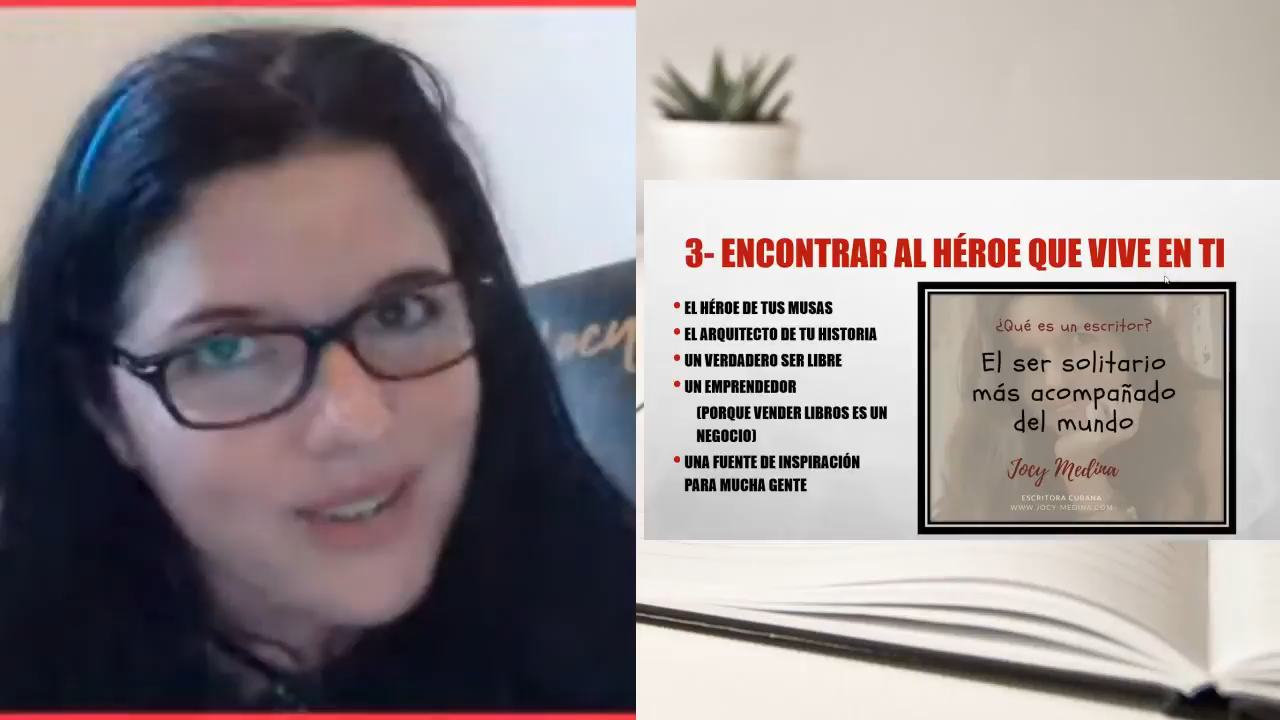 3- ENCONTRAR AL HÉROE QUE VIVE EN TI
• EL HÉROE DE TUS MUSAS
• EL ARQUITECTO DE TU HISTORIA
• UN VERDADERO SER LIBRE
• UN EMPRENDEDOR
(PORQUE VENDER LIBROS ES UN
NEGOCIO)
• UNA FUENTE DE INSPIRACIÓN
PARA MUCHA GENTE
¿Qué es un escritor?
El ser solitario
más acompañado
del mundo
Jocy Medina
ESCRITORA CUBANA
WWW.JOCY-MEDINA.COM